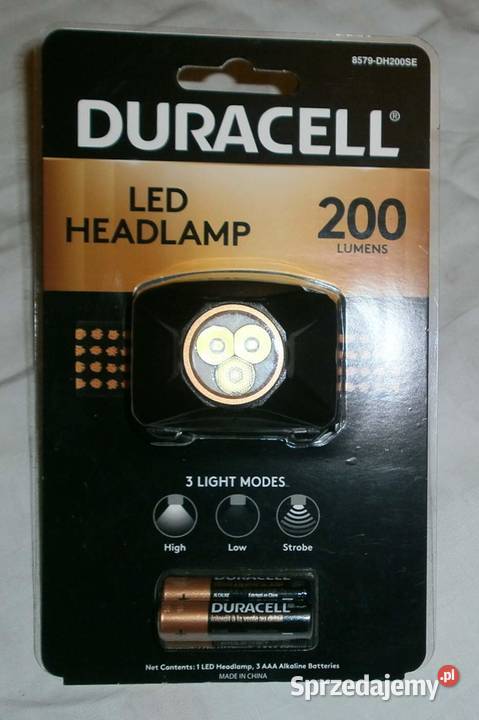 8579-DH200SE
DURACELL®
LED
HEADLAMP
200
LUMENS
3 LIGHT MODES
High
Low
Strobe
DURACELL
Net Contents: 1 LED Headlamp, 3 AAA Alkaline Batteries
MADE IN CHINA
Sprzedajemy.pl